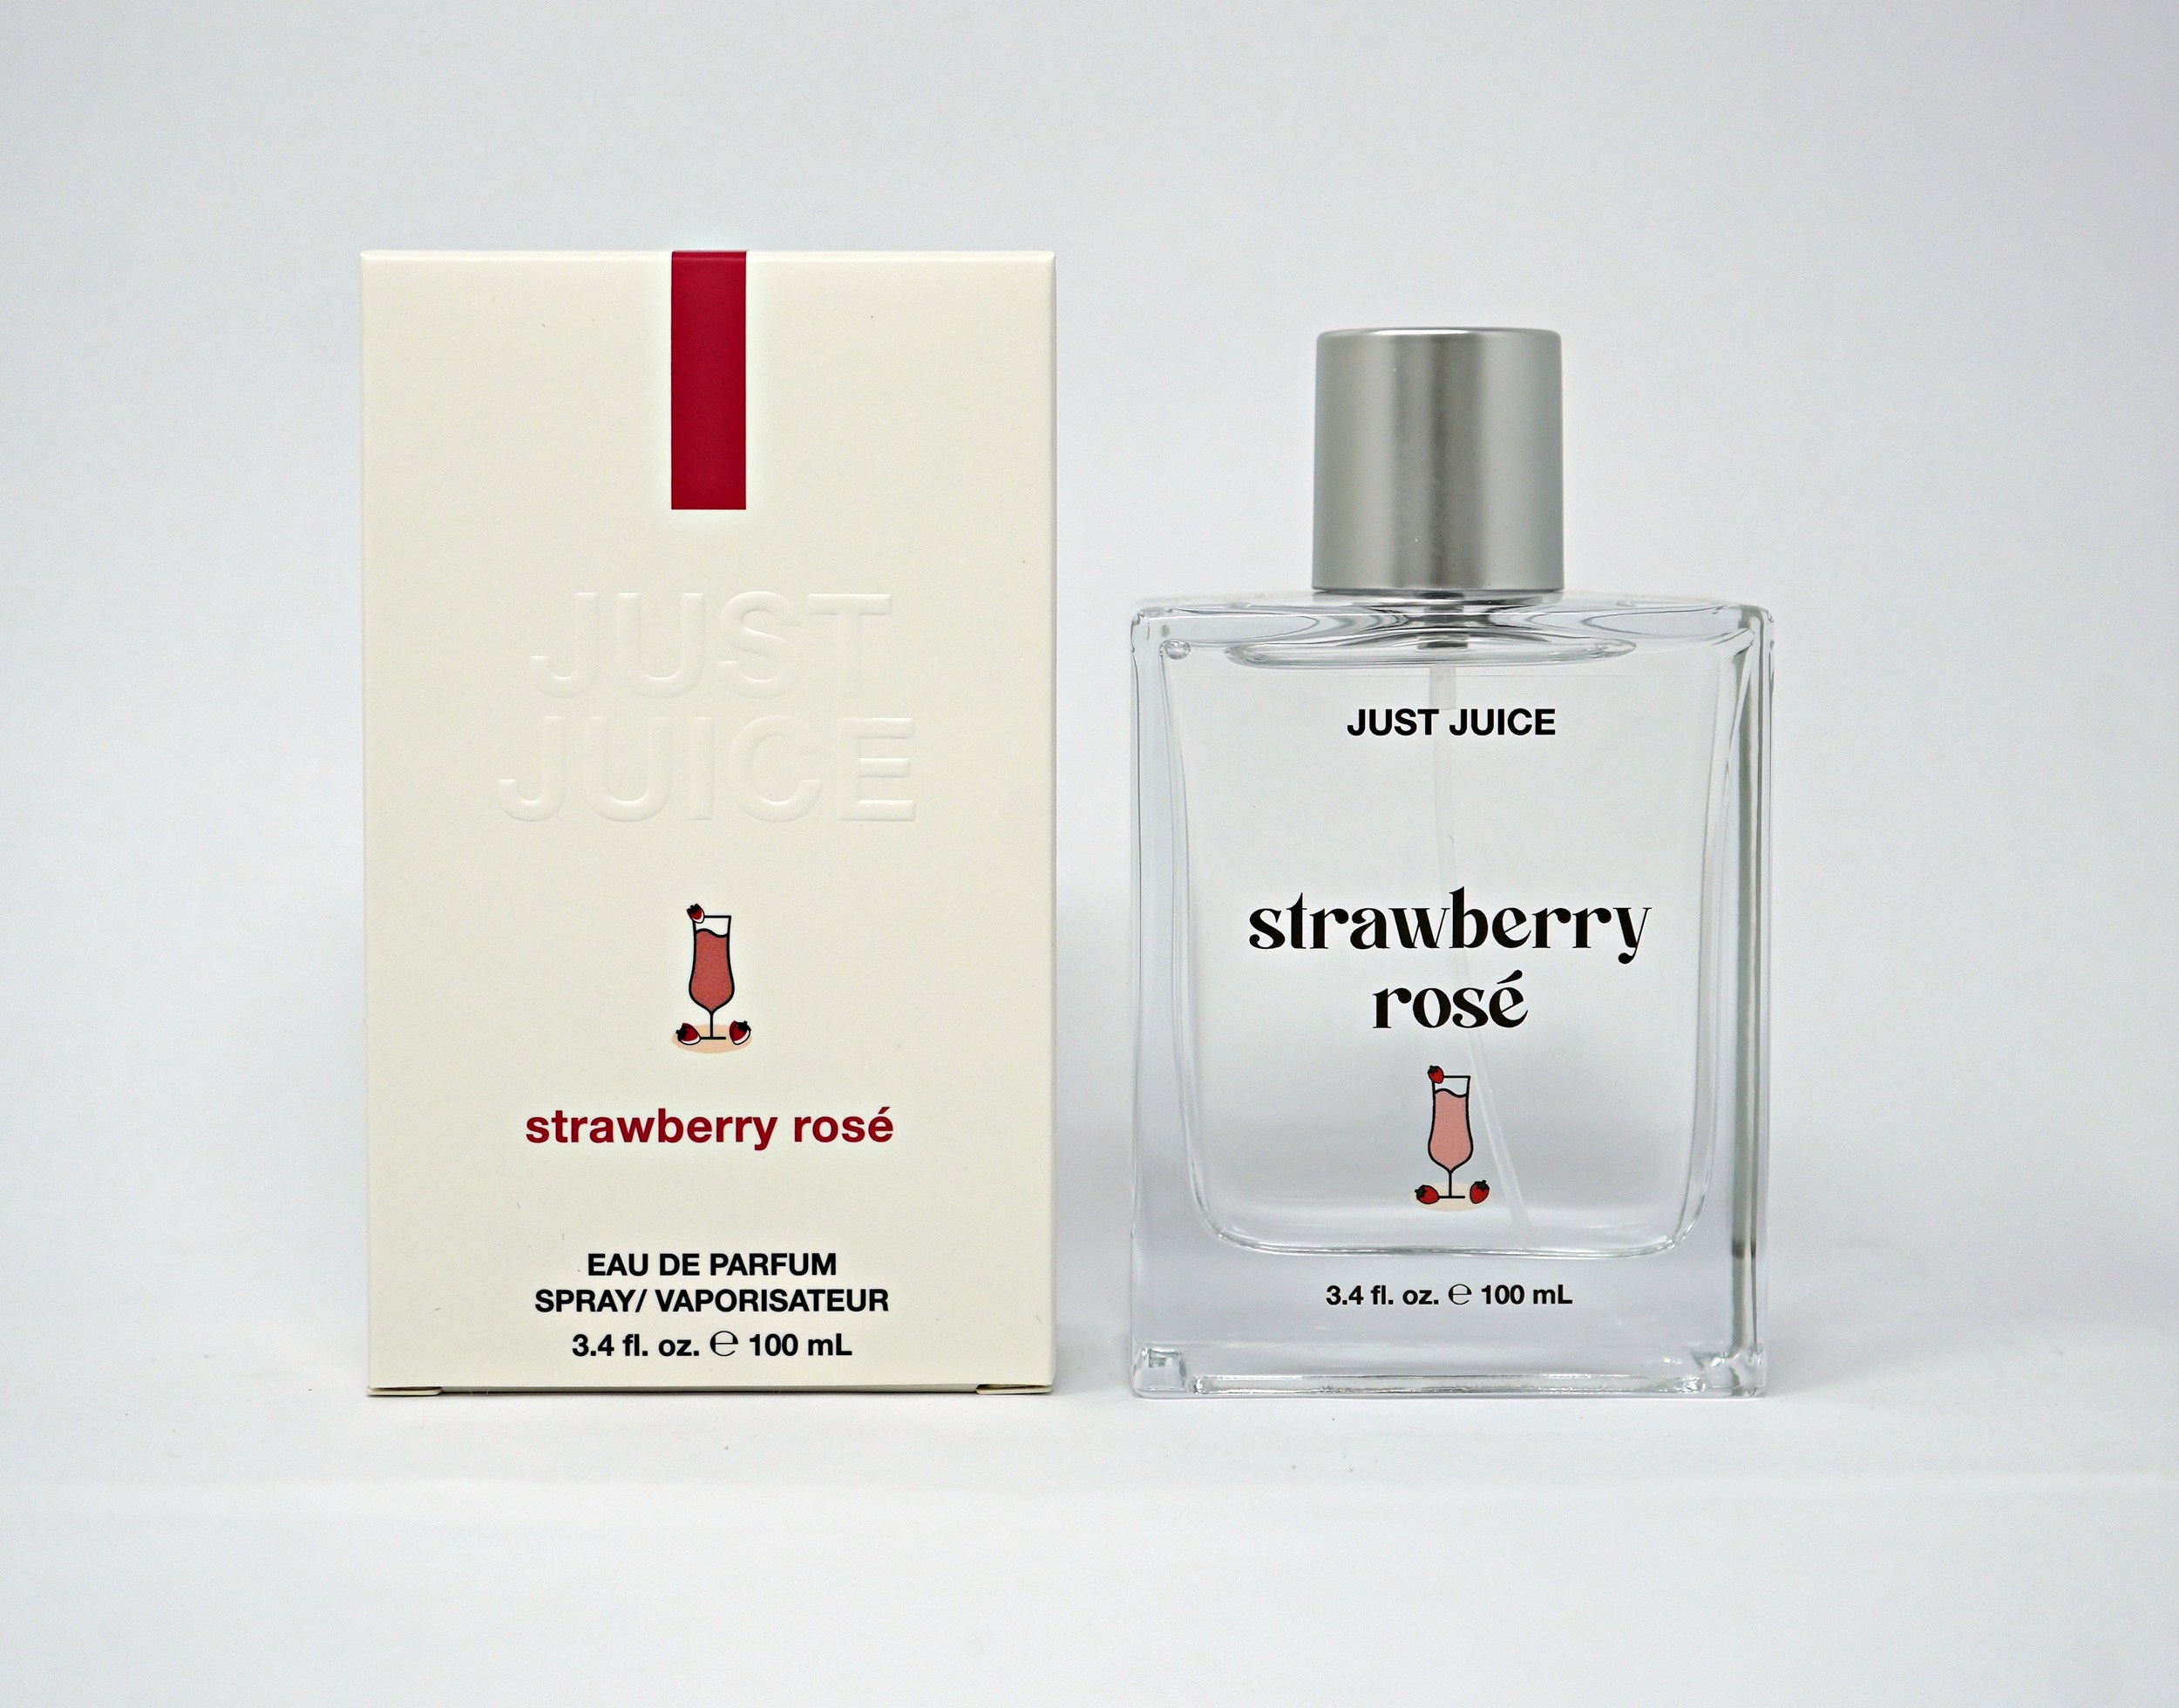 JUST
JUICE
strawberry rosé
EAU DE PARFUM
SPRAY/ VAPORISATEUR
3.4 fl. oz. ℮ 100 mL
JUST JUICE
strawberry
rosé
3.4 fl. oz. ℮ 100 mL